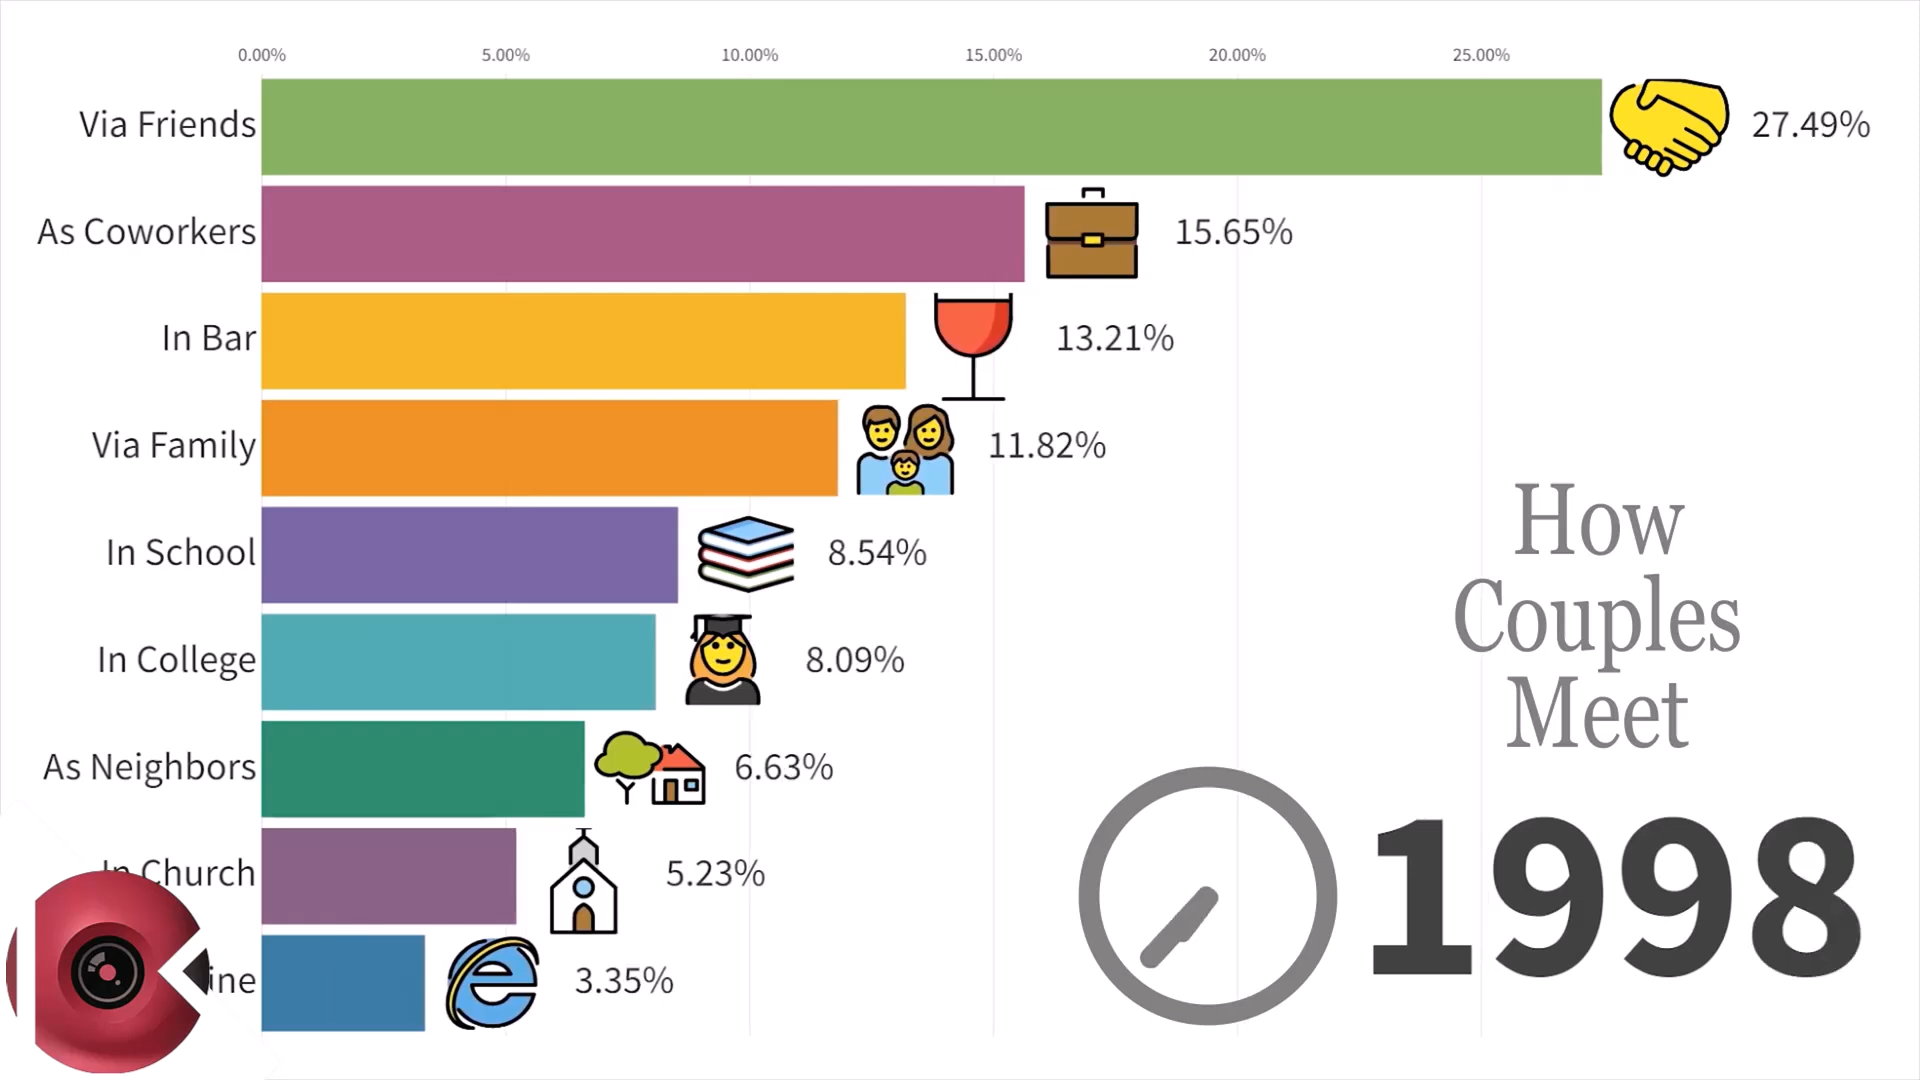 0.00% 5.00% 10.00% 15.00% 20.00% 25.00%
Via Friends 27.49%
As Coworkers 15.65%
In Bar 13.21%
Via Family 11.82%
In School 8.54%
In College 8.09%
As Neighbors 6.63%
In Church 5.23%
ine 3.35%
How
Couples
Meet
1998